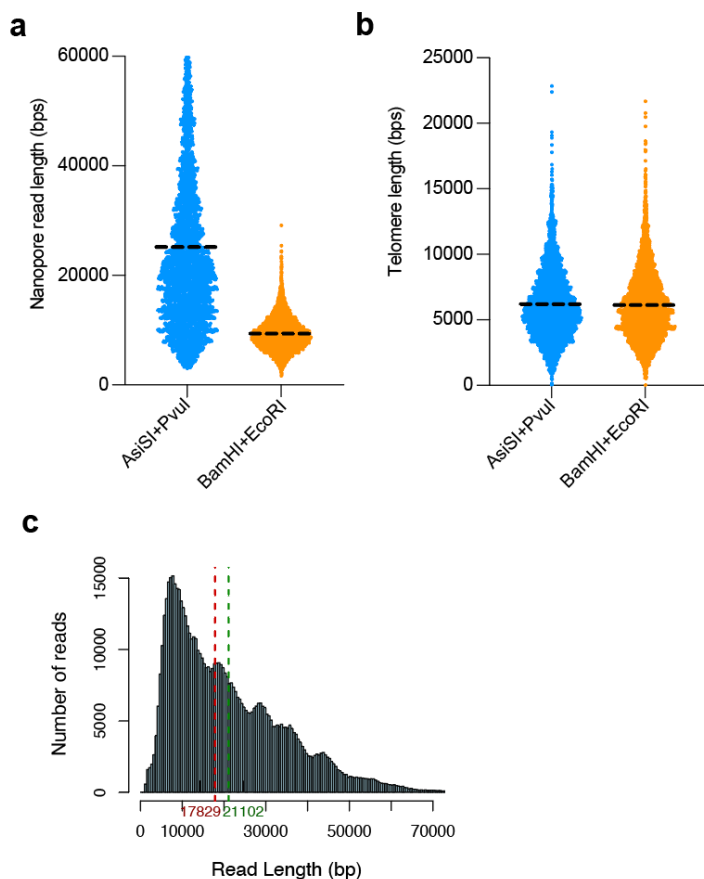 a
Nanopore read length (bps)
60000
40000
20000
0
AsiSI+PvuI
BamHI+EcoRI
b
Telomere length (bps)
25000
20000
15000
10000
5000
0
AsiSI+PvuI
BamHI+EcoRI
c
Number of reads
15000
10000
5000
0
17829
21102
0 10000 30000 50000 70000
Read Length (bp)